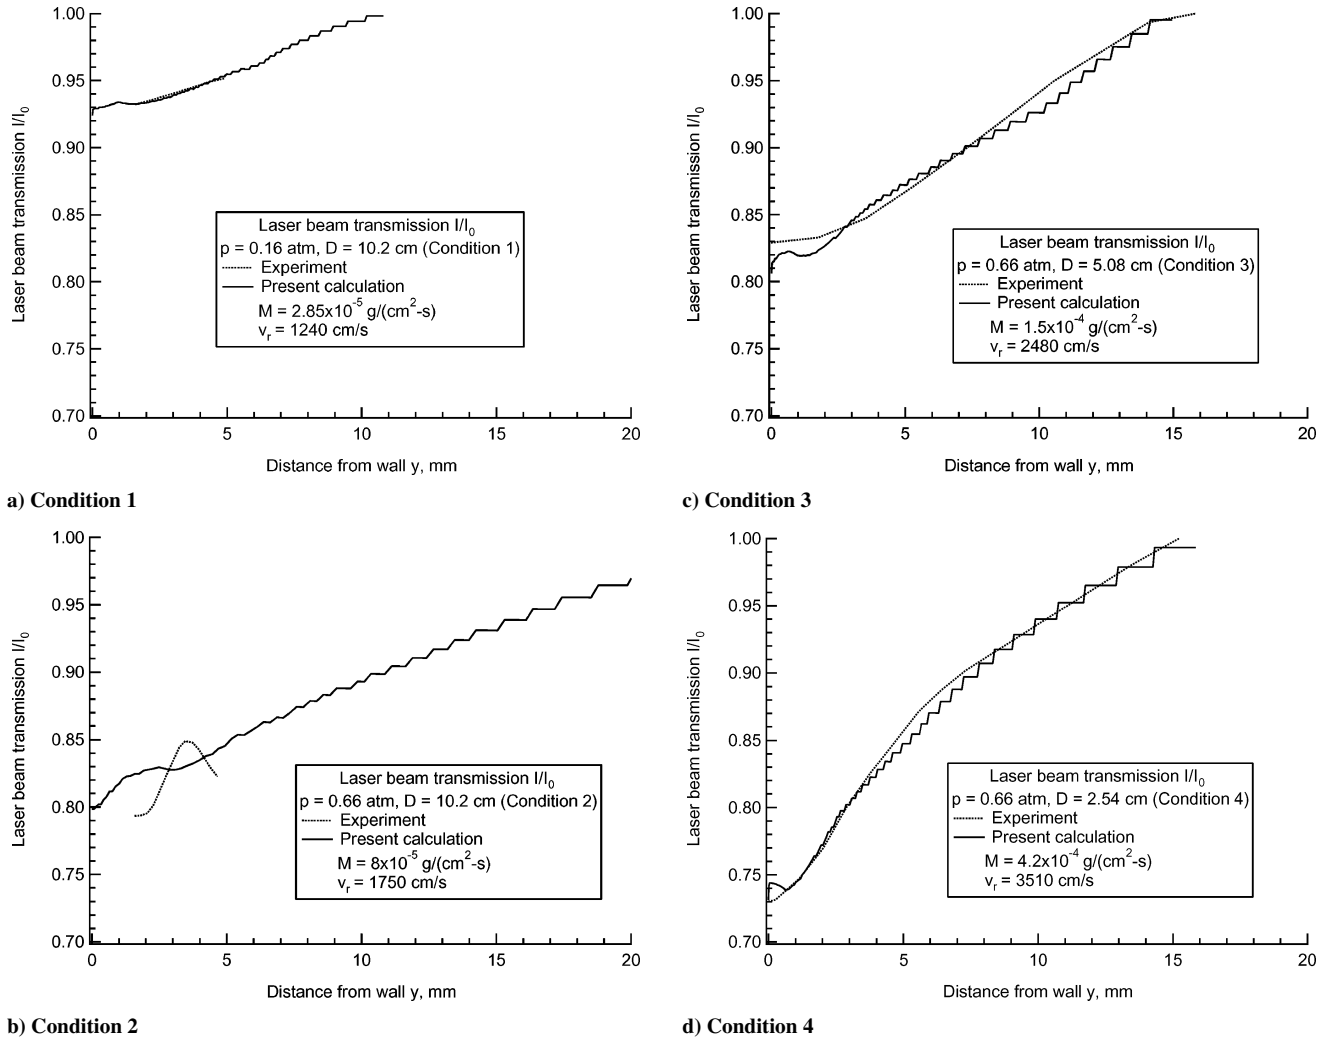 1.00
0.95
0.90
0.85
0.80
0.75
0.70
Laser beam transmission I/I0
Laser beam transmission I/I0
p = 0.16 atm, D = 10.2 cm (Condition 1)
Experiment
Present calculation
M = 2.85x10-5 g/(cm2-s)
vr = 1240 cm/s
0 5 10 15 20
Distance from wall y, mm
a) Condition 1
1.00
0.95
0.90
0.85
0.80
0.75
0.70
Laser beam transmission I/I0
Laser beam transmission I/I0
p = 0.66 atm, D = 10.2 cm (Condition 2)
Experiment
Present calculation
M = 8x10-5 g/(cm2-s)
vr = 1750 cm/s
0 5 10 15 20
Distance from wall y, mm
b) Condition 2
1.00
0.95
0.90
0.85
0.80
0.75
0.70
Laser beam transmission I/I0
Laser beam transmission I/I0
p = 0.66 atm, D = 5.08 cm (Condition 3)
Experiment
Present calculation
M = 1.5x10-4 g/(cm2-s)
vr = 2480 cm/s
0 5 10 15 20
Distance from wall y, mm
c) Condition 3
1.00
0.95
0.90
0.85
0.80
0.75
0.70
Laser beam transmission I/I0
Laser beam transmission I/I0
p = 0.66 atm, D = 2.54 cm (Condition 4)
Experiment
Present calculation
M = 4.2x10-4 g/(cm2-s)
vr = 3510 cm/s
0 5 10 15 20
Distance from wall y, mm
d) Condition 4